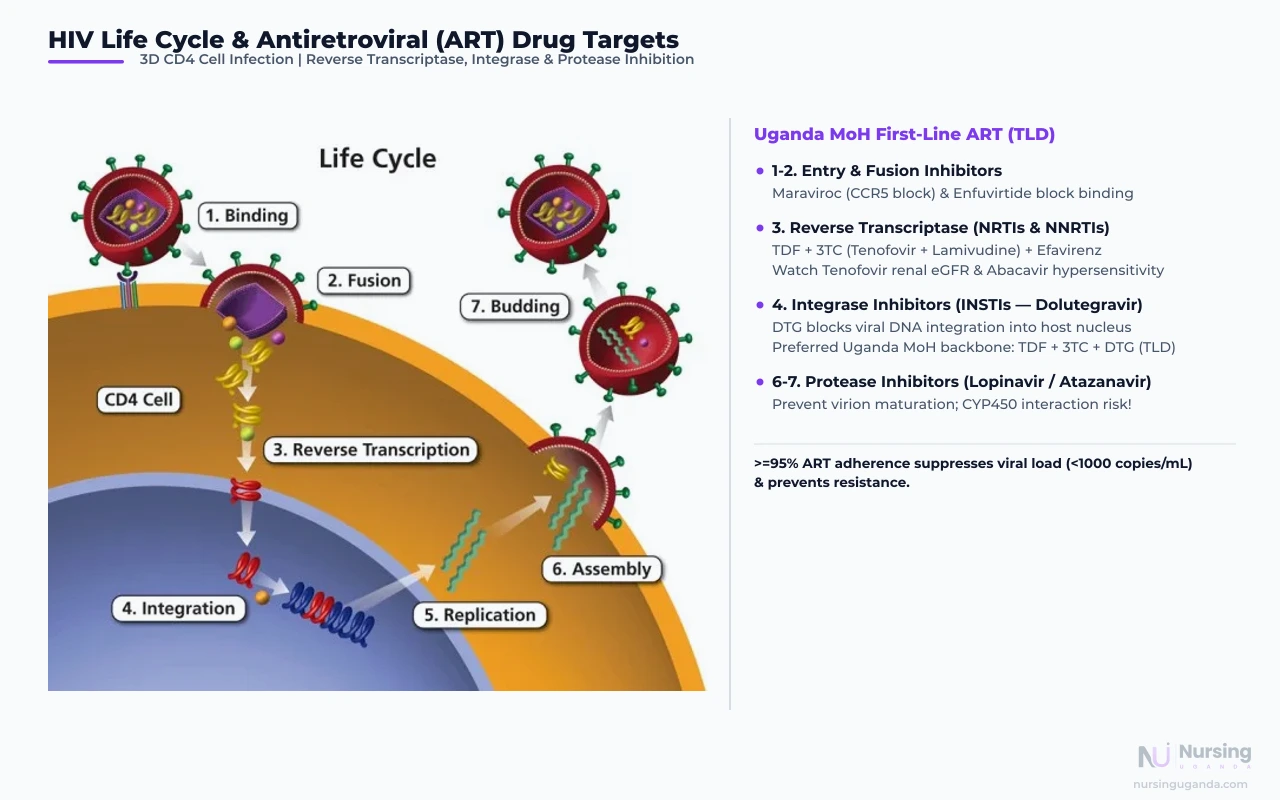 HIV Life Cycle & Antiretroviral (ART) Drug Targets
3D CD4 Cell Infection | Reverse Transcriptase, Integrase & Protease Inhibition
Life Cycle
1. Binding
2. Fusion
7. Budding
CD4 Cell
3. Reverse Transcription
6. Assembly
4. Integration
5. Replication
Uganda MoH First-Line ART (TLD)
• 1-2. Entry & Fusion Inhibitors
Maraviroc (CCR5 block) & Enfuvirtide block binding
• 3. Reverse Transcriptase (NRTIs & NNRTIs)
TDF + 3TC (Tenofovir + Lamivudine) + Efavirenz
Watch Tenofovir renal eGFR & Abacavir hypersensitivity
• 4. Integrase Inhibitors (INSTIs — Dolutegravir)
DTG blocks viral DNA integration into host nucleus
Preferred Uganda MoH backbone: TDF + 3TC + DTG (TLD)
• 6-7. Protease Inhibitors (Lopinavir / Atazanavir)
Prevent virion maturation; CYP450 interaction risk!
>=95% ART adherence suppresses viral load (<1000 copies/mL)
& prevents resistance.
NU Nursing
UGANDA
nursinguganda.com